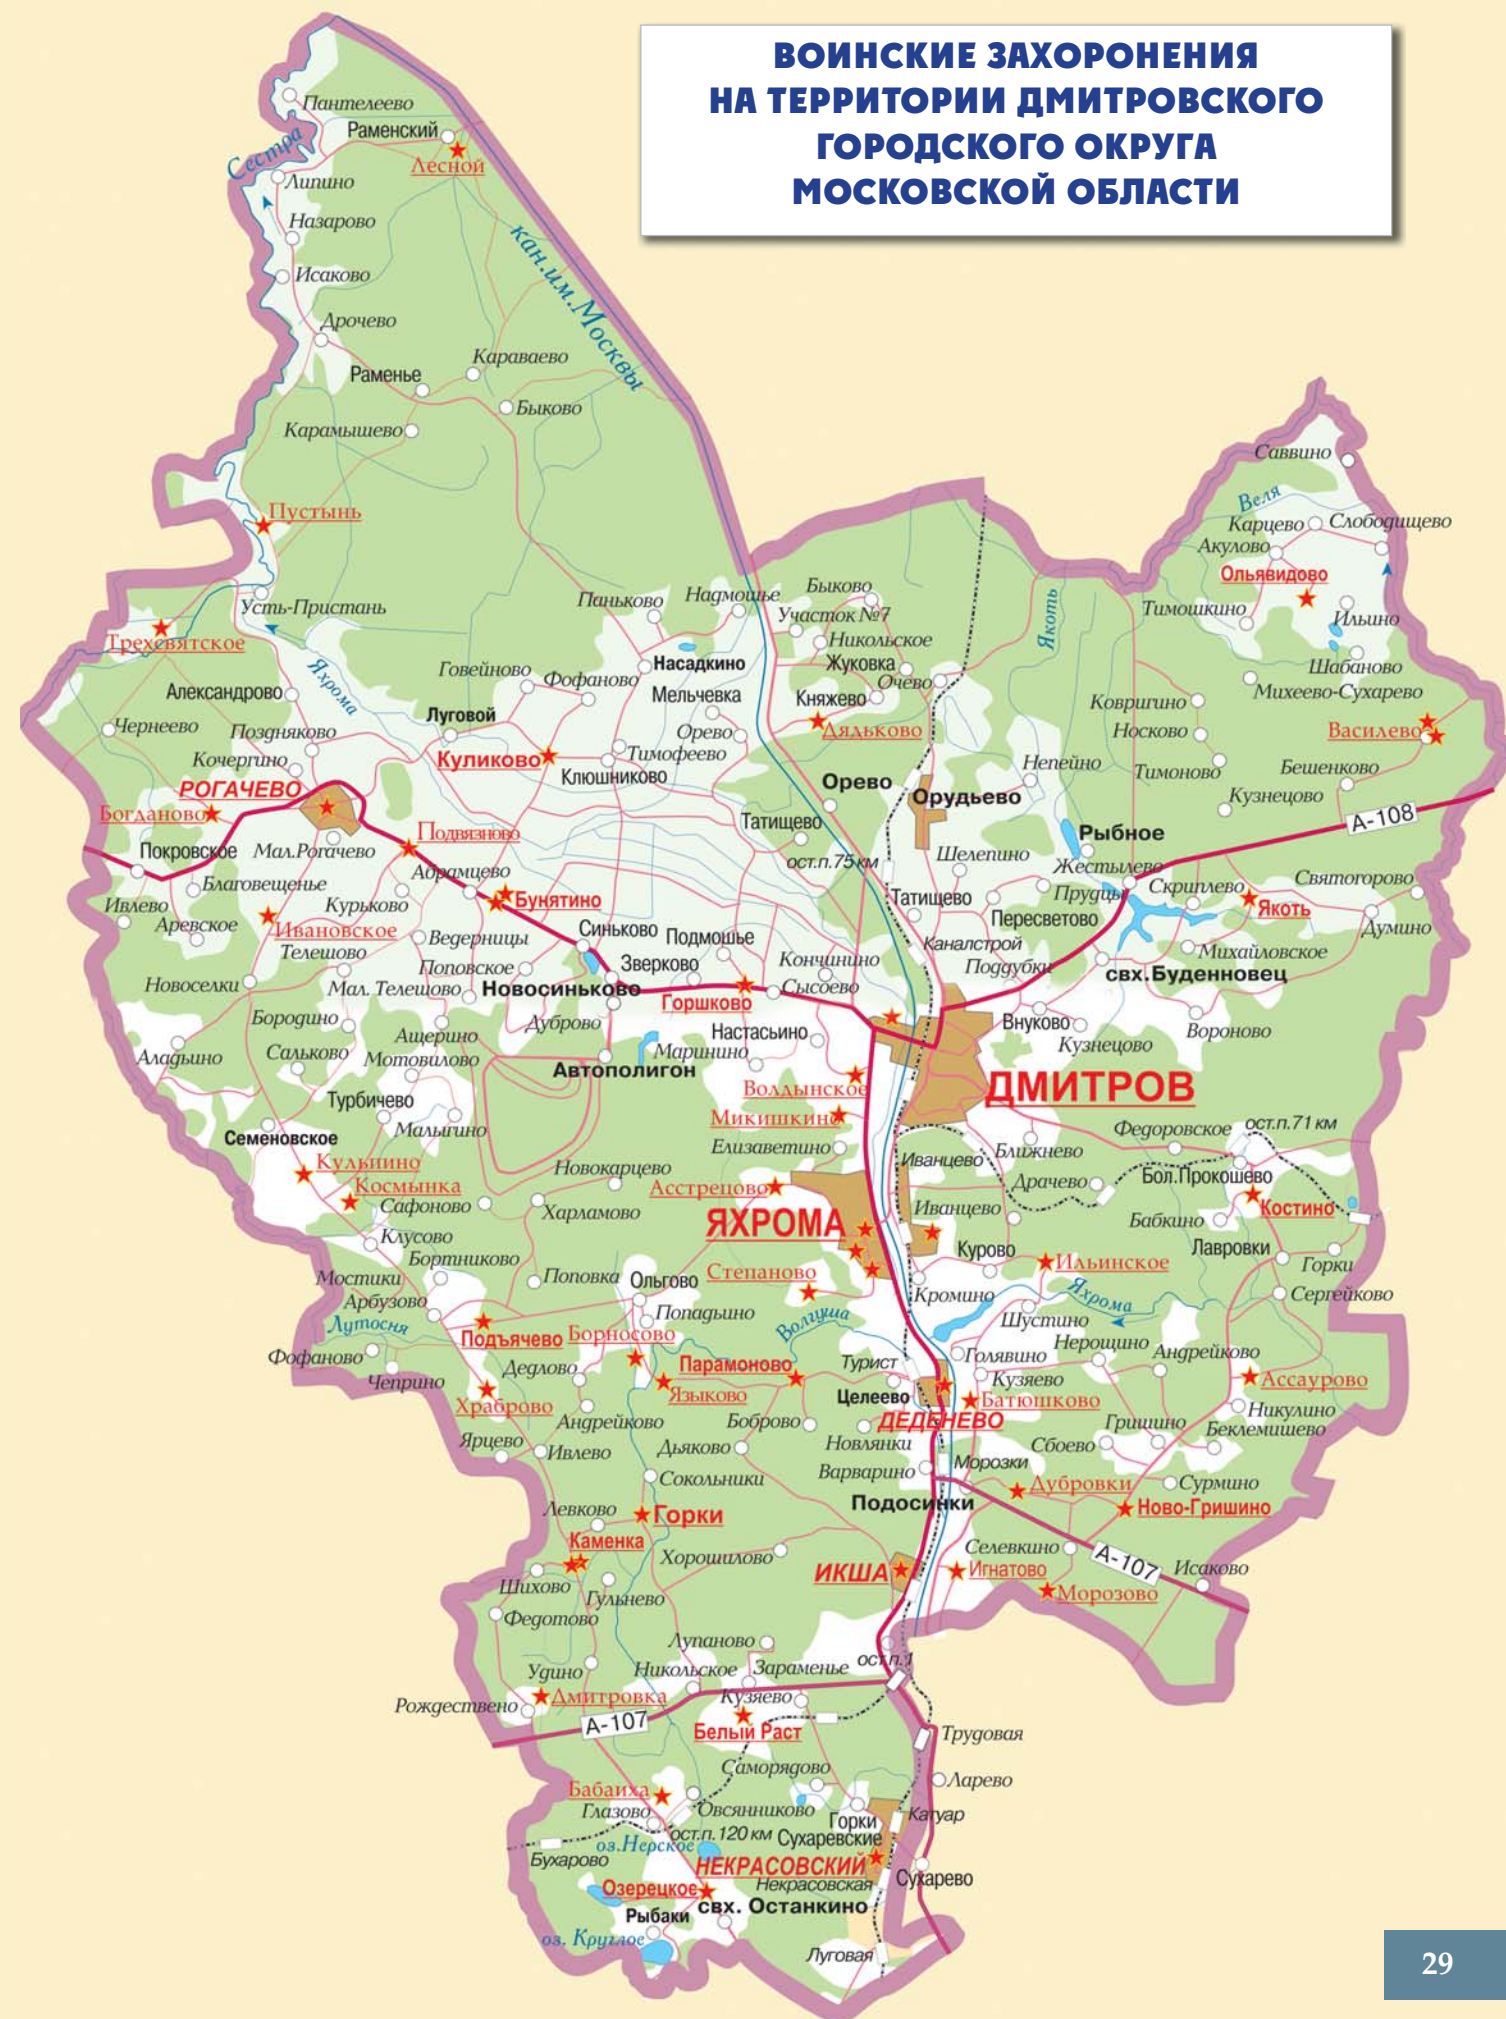 ВОИНСКИЕ ЗАХОРОНЕНИЯ
НА ТЕРРИТОРИИ ДМИТРОВСКОГО
ГОРОДСКОГО ОКРУГА
МОСКОВСКОЙ ОБЛАСТИ
Пантелеево
Раменский
Лесной
Сестра
Липино
Назарово
кан.им.Москвы
Исаково
Дрочево
Караваево
Раменье
Быково
Карамышево
Саввино
Веля
Пустынь
Карцево
Слободищево
Акулово
Ольявидово
Усть-Пристань
Паньково
Надмошье
Быково
Участок №7
Якоть
Тимошкино
Ильино
Трехсвятское
Никольское
Яхрома
Говейново
Фофаново
Насадкино
Жуковка
Очево
Шабаново
Александрово
Мельчевка
Княжево
Михеево-Сухарево
Ковригино
Луговой
Чернеево
Поздняково
Орево
Дядьково
Носково
Василево
Кочергино
Куликово
Тимофеево
Клюшниково
Непейно
Тимоново
Бешенково
РОГАЧЕВО
Орево
Орудьево
Кузнецово
Богданово
Подвязново
Татищево
А-108
Рыбное
Покровское
Мал.Рогачево
ост.п.75 км
Шелепино
Жестылево
Абрамцево
Благовещенье
Скриплево
Святогорово
Прудцы
Ивлево
Курьково
Бунятино
Татищево
Якоть
Аревское
Ивановское
Пересветово
Думино
Ведерницы
Синьково
Подмошье
Каналстрой
Телешово
Михайловское
Поповское
Зверково
Кончинино
Поддубки
свх.Буденновец
Новоселки
Мал. Телешово
Новосиньково
Сысоево
Горшково
Бородино
Дуброво
Внуково
Ащерино
Настасьино
Вороново
Аладьино
Сальково
Мотовилово
Маринино
Кузнецово
Автополигон
Волдынское
ДМИТРОВ
Турбичево
Микишкино
Малыгино
Семеновское
Федоровское
ост.п.71 км
Елизаветино
Иванцево
Ближнево
Кульпино
Новокарцево
Бол.Прокошево
Космынка
Асстрецово
Драчево
Сафоново
Харламово
Иванцево
Костино
ЯХРОМА
Бабкино
Клусово
Курово
Лавровки
Бортниково
Ильинское
Горки
Мостики
Поповка
Ольгово
Степаново
Арбузово
Кромино
Яхрома
Сергейково
Лутосня
Попадьино
Волгуша
Шустино
Подъячево
Борносово
Нерощино
Фофаново
Андрейково
Дедлово
Парамоново
Турист
Голявино
Чеприно
Языково
Целеево
Кузяево
Ассаурово
Храброво
Батюшково
Андрейково
Боброво
ДЕДЕНЕВО
Гришино
Никулино
Ярцево
Ивлево
Дьяково
Новлянки
Сбоево
Беклемишево
Сокольники
Варварино
Морозки
Дубровки
Сурмино
Левково
Горки
Подосинки
Ново-Гришино
Каменка
Селевкино
Хорошилово
А-107
Исаково
Шихово
ИКША
Игнатово
Гульнево
Морозово
Федотово
Лупаново
Удино
Никольское
Зараменье
ост.п.1
Рождествено
Дмитровка
Кузяево
А-107
Белый Раст
Трудовая
Саморядово
Ларево
Бабаиха
Глазово
Овсянниково
Горки
Сухаревские
Катуар
ост.п.120 км
оз.Нерское
Бухарово
НЕКРАСОВСКИЙ
Некрасовская
Сухарево
Озерецкое
свх. Останкино
Рыбаки
оз. Круглое
Луговая
29